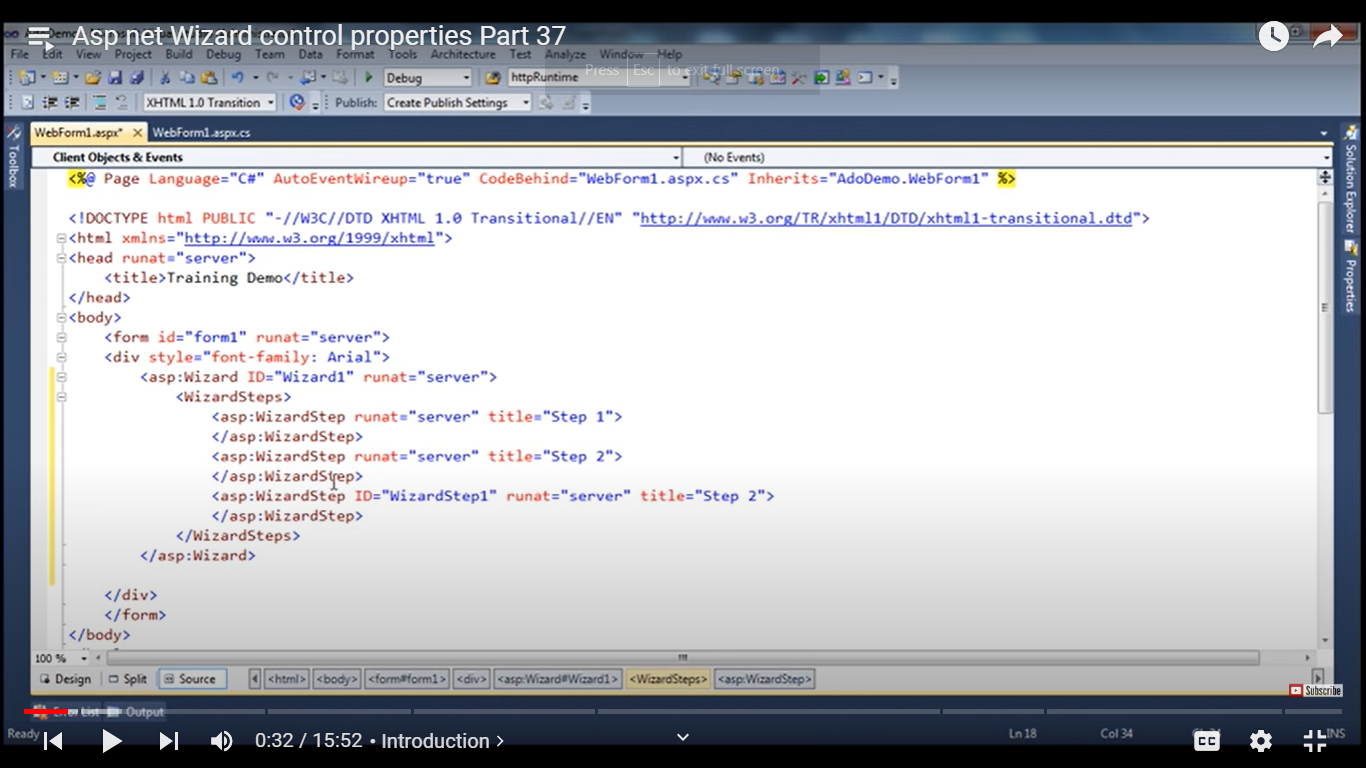 Asp net Wizard control properties Part 37
File Edit View Project Build Debug Team Data Format Tools Architecture Test Analyze Window Help
Press Esc to exit full screen
Debug httpRuntime
XHTML 1.0 Transition Publish: Create Publish Settings
WebForm1.aspx* WebForm1.aspx.cs
Toolbox
Client Objects & Events (No Events)
Solution Explorer
Properties
<%@ Page Language="C#" AutoEventWireup="true" CodeBehind="WebForm1.aspx.cs" Inherits="AdoDemo.WebForm1" %>
<!DOCTYPE html PUBLIC "-//W3C//DTD XHTML 1.0 Transitional//EN" "http://www.w3.org/TR/xhtml1/DTD/xhtml1-transitional.dtd">
<html xmlns="http://www.w3.org/1999/xhtml">
<head runat="server">
<title>Training Demo</title>
</head>
<body>
<form id="form1" runat="server">
<div style="font-family: Arial">
<asp:Wizard ID="Wizard1" runat="server">
<WizardSteps>
<asp:WizardStep runat="server" title="Step 1">
</asp:WizardStep>
<asp:WizardStep runat="server" title="Step 2">
</asp:WizardStep>
<asp:WizardStep ID="WizardStep1" runat="server" title="Step 2">
</asp:WizardStep>
</WizardSteps>
</asp:Wizard>
</div>
</form>
</body>
100 %
Design Split Source <html> <body> <form#form1> <div> <asp:Wizard#Wizard1> <WizardSteps> <asp:WizardStep>
Subscribe
Error List Output
Ready Ln 18 Col 34 INS
0:32 / 15:52 • Introduction >
CC